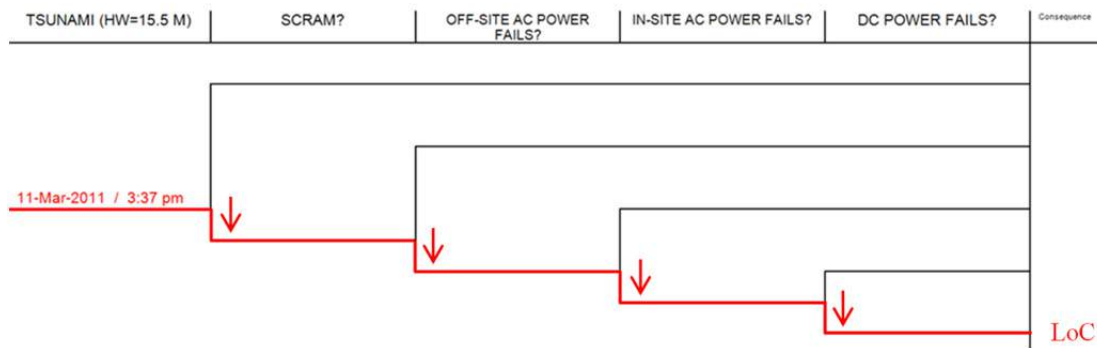 TSUNAMI (HW=15.5 M)
SCRAM?
OFF-SITE AC POWER
FAILS?
IN-SITE AC POWER FAILS?
DC POWER FAILS?
Consequence
11-Mar-2011 / 3:37 pm
LoC